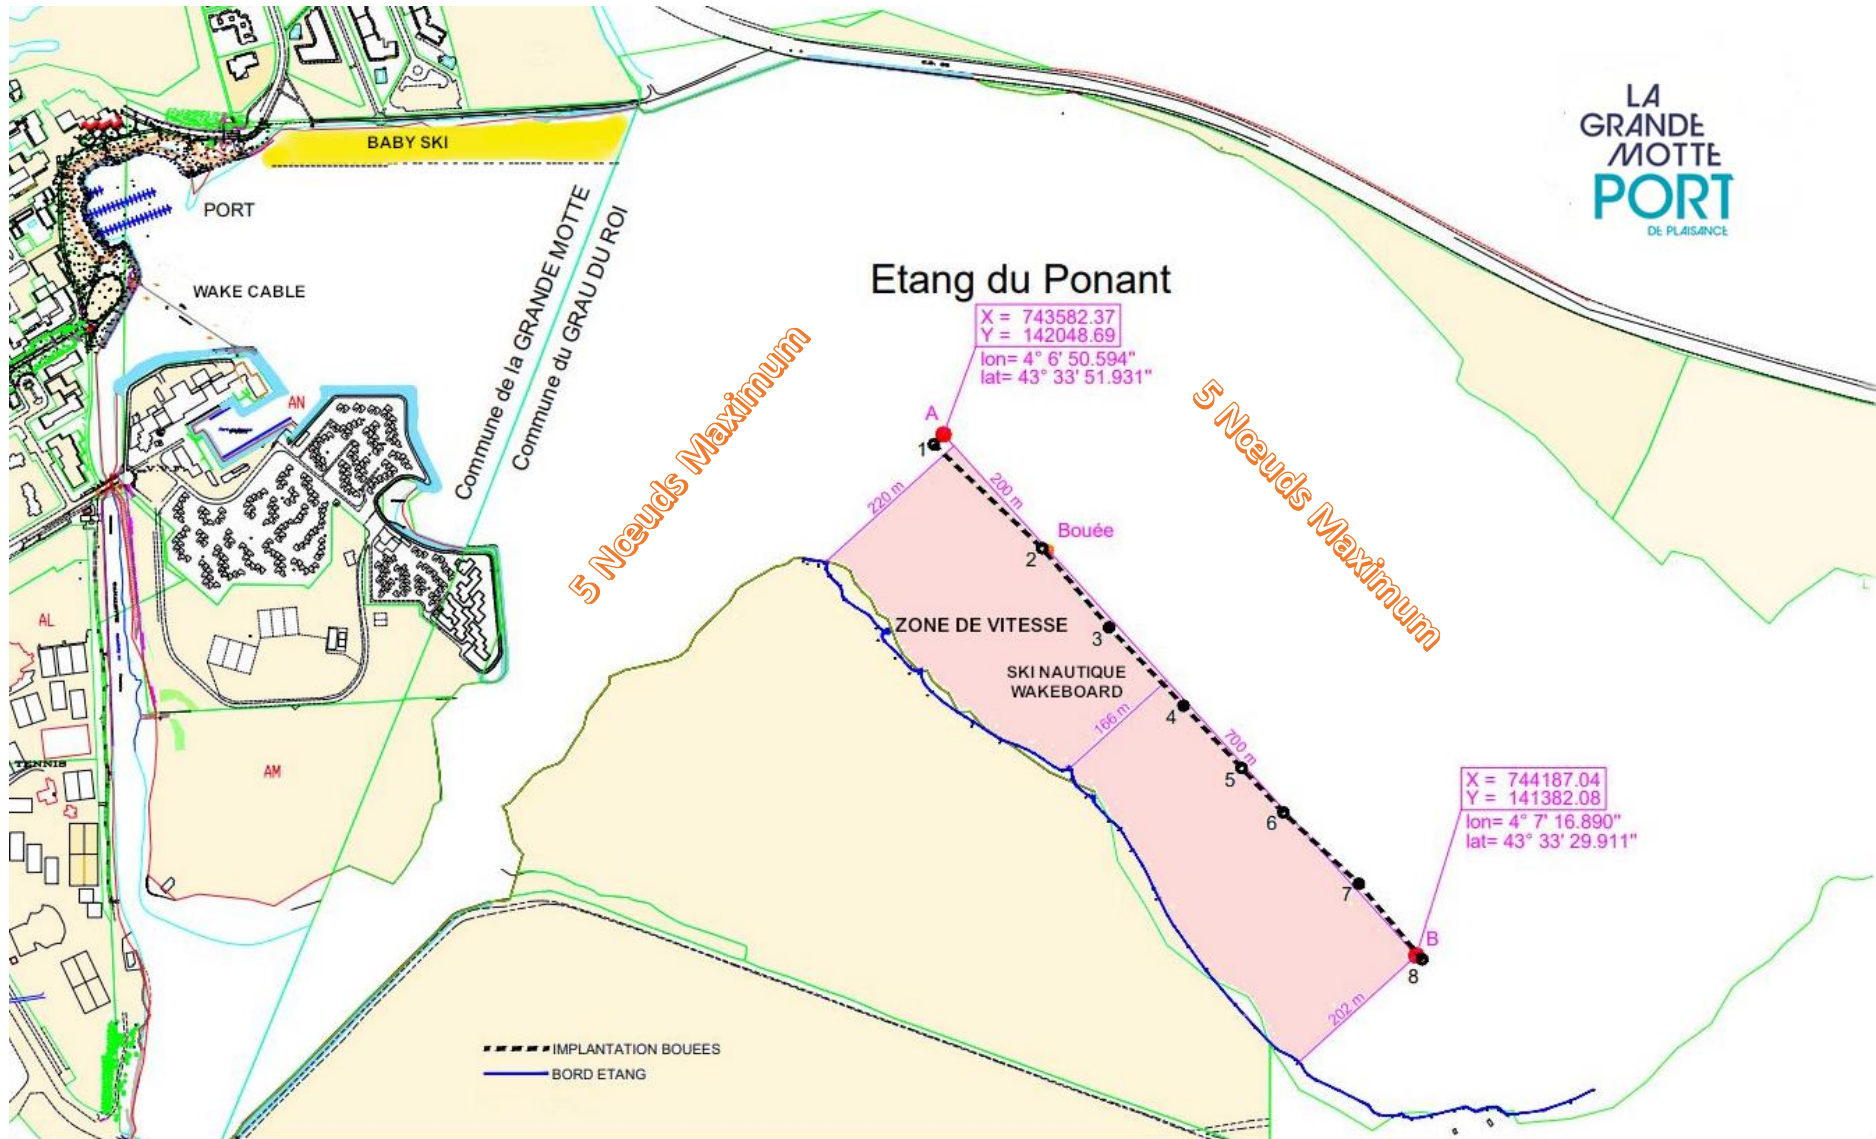 LA
GRANDE
MOTTE
PORT
DE PLAISANCE
BABY SKI
PORT
WAKE CABLE
Commune de la GRANDE MOTTE
Commune du GRAU DU ROI
Etang du Ponant
X = 743582.37
Y = 142048.69
lon= 4° 6' 50.594"
lat= 43° 33' 51.931"
5 Nœuds Maximum
5 Nœuds Maximum
A
1
220 m
200 m
Bouée
2
ZONE DE VITESSE
3
SKI NAUTIQUE
WAKEBOARD
166 m
4
700 m
5
6
7
X = 744187.04
Y = 141382.08
lon= 4° 7' 16.890"
lat= 43° 33' 29.911"
B
8
202 m
AN
AL
AM
TENNIS
IMPLANTATION BOUEES
BORD ETANG